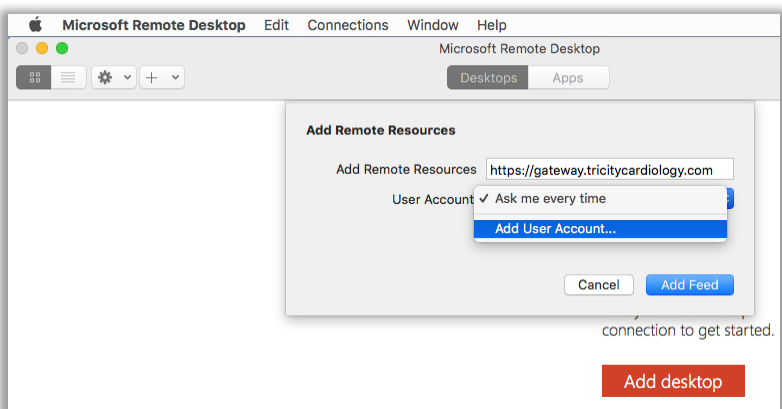 Microsoft Remote Desktop Edit Connections Window Help
Microsoft Remote Desktop
Desktops Apps
Add Remote Resources
Add Remote Resources https://gateway.tricitycardiology.com
User Account ✓ Ask me every time
Add User Account...
Cancel Add Feed
connection to get started.
Add desktop